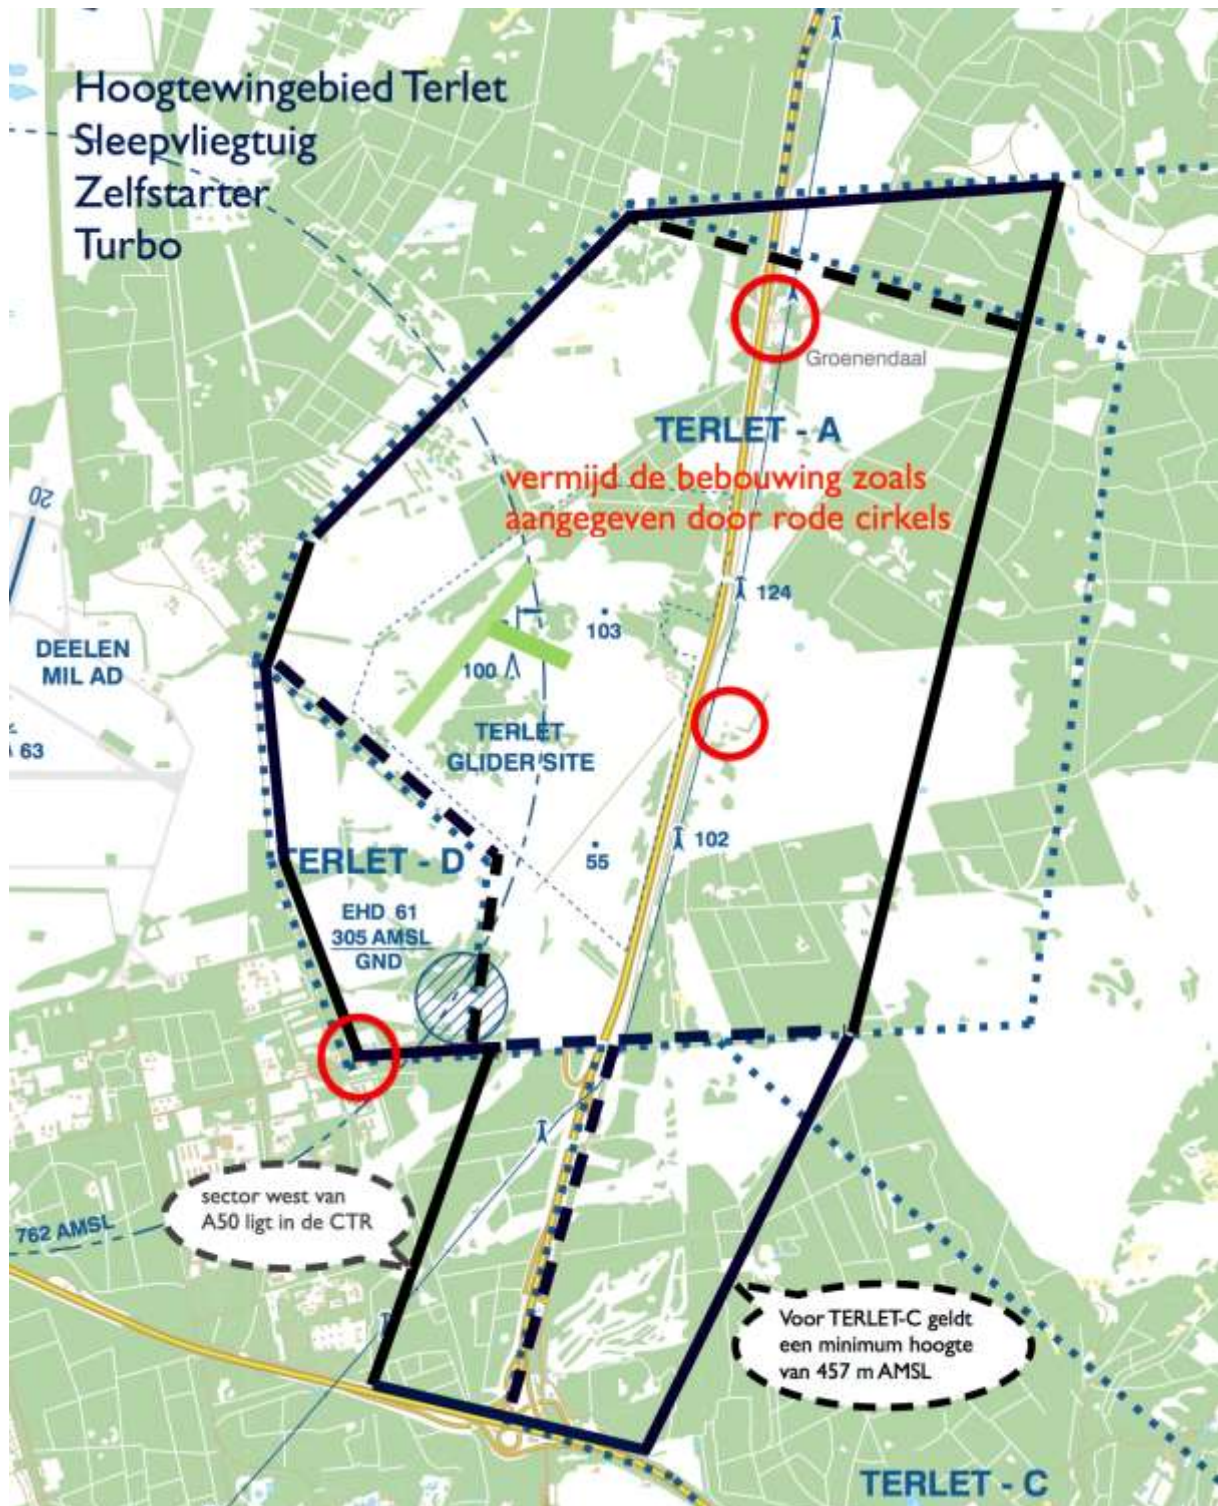 Hoogtewingebied Terlet
Sleepvliegtuig
Zelfstarter
Turbo
Groenendaal
TERLET - A
vermijd de bebouwing zoals
aangegeven door rode cirkels
20
124
103
DEELEN
MIL AD
100
63
TERLET
GLIDER SITE
102
55
TERLET - D
EHD 61
305 AMSL
GND
sector west van
A50 ligt in de CTR
762 AMSL
Voor TERLET-C geldt
een minimum hoogte
van 457 m AMSL
TERLET - C